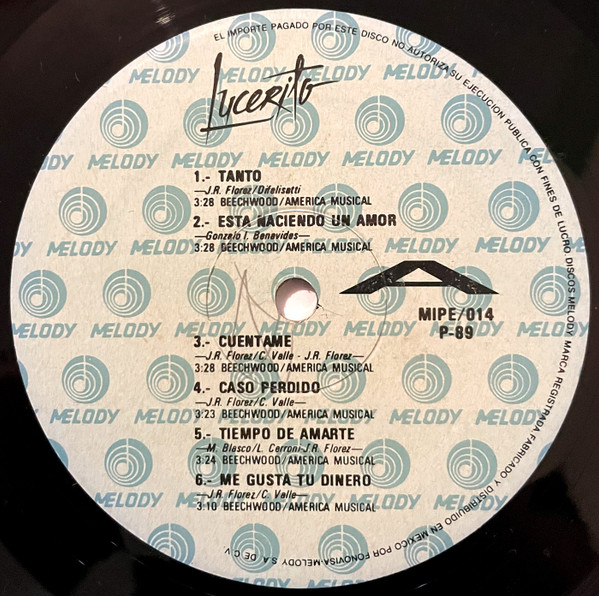 EL IMPORTE PAGADO POR ESTE DISCO NO AUTORIZA SU EJECUCION PUBLICA CON FINES DE LUCRO DISCOS MELODY MARCA REGISTRADA FABRICADO Y DISTRIBUIDO EN MEXICO POR FONOVISA-MELODY S.A. DE C.V.
Lucerito
1.- TANTO
—J.R. Florez/Difelisatti
3:28 BEECHWOOD/AMERICA MUSICAL
2.- ESTA NACIENDO UN AMOR
—Gonzalo I. Benavides—
3:28 BEECHWOOD/AMERICA MUSICAL
A
MIPE/014
P-89
3.- CUENTAME
—J.R. Florez/C. Valle - J.R. Florez—
3:28 BEECHWOOD/AMERICA MUSICAL
4.- CASO PERDIDO
—J.R. Florez/C. Valle—
3:23 BEECHWOOD/AMERICA MUSICAL
5.- TIEMPO DE AMARTE
—M. Blasco/L. Cerroni-J.R. Florez—
3:24 BEECHWOOD/AMERICA MUSICAL
6.- ME GUSTA TU DINERO
—J.R. Florez/C. Valle—
3:10 BEECHWOOD/AMERICA MUSICAL
MELODY